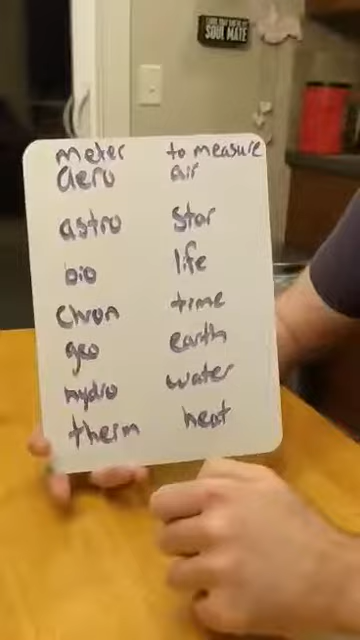 SOUL MATE
meter to measure
aero air
astro star
bio life
chron time
geo earth
hydro water
therm heat